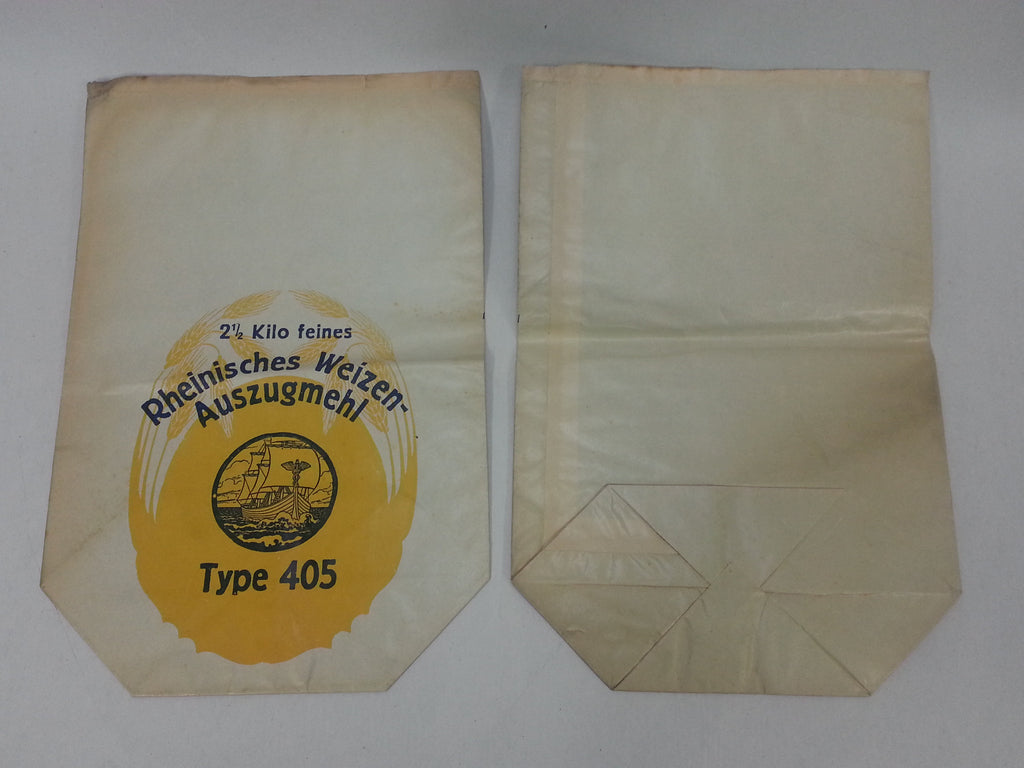 2½ Kilo feines
Rheinisches Weizen-
Auszugmehl
Type 405